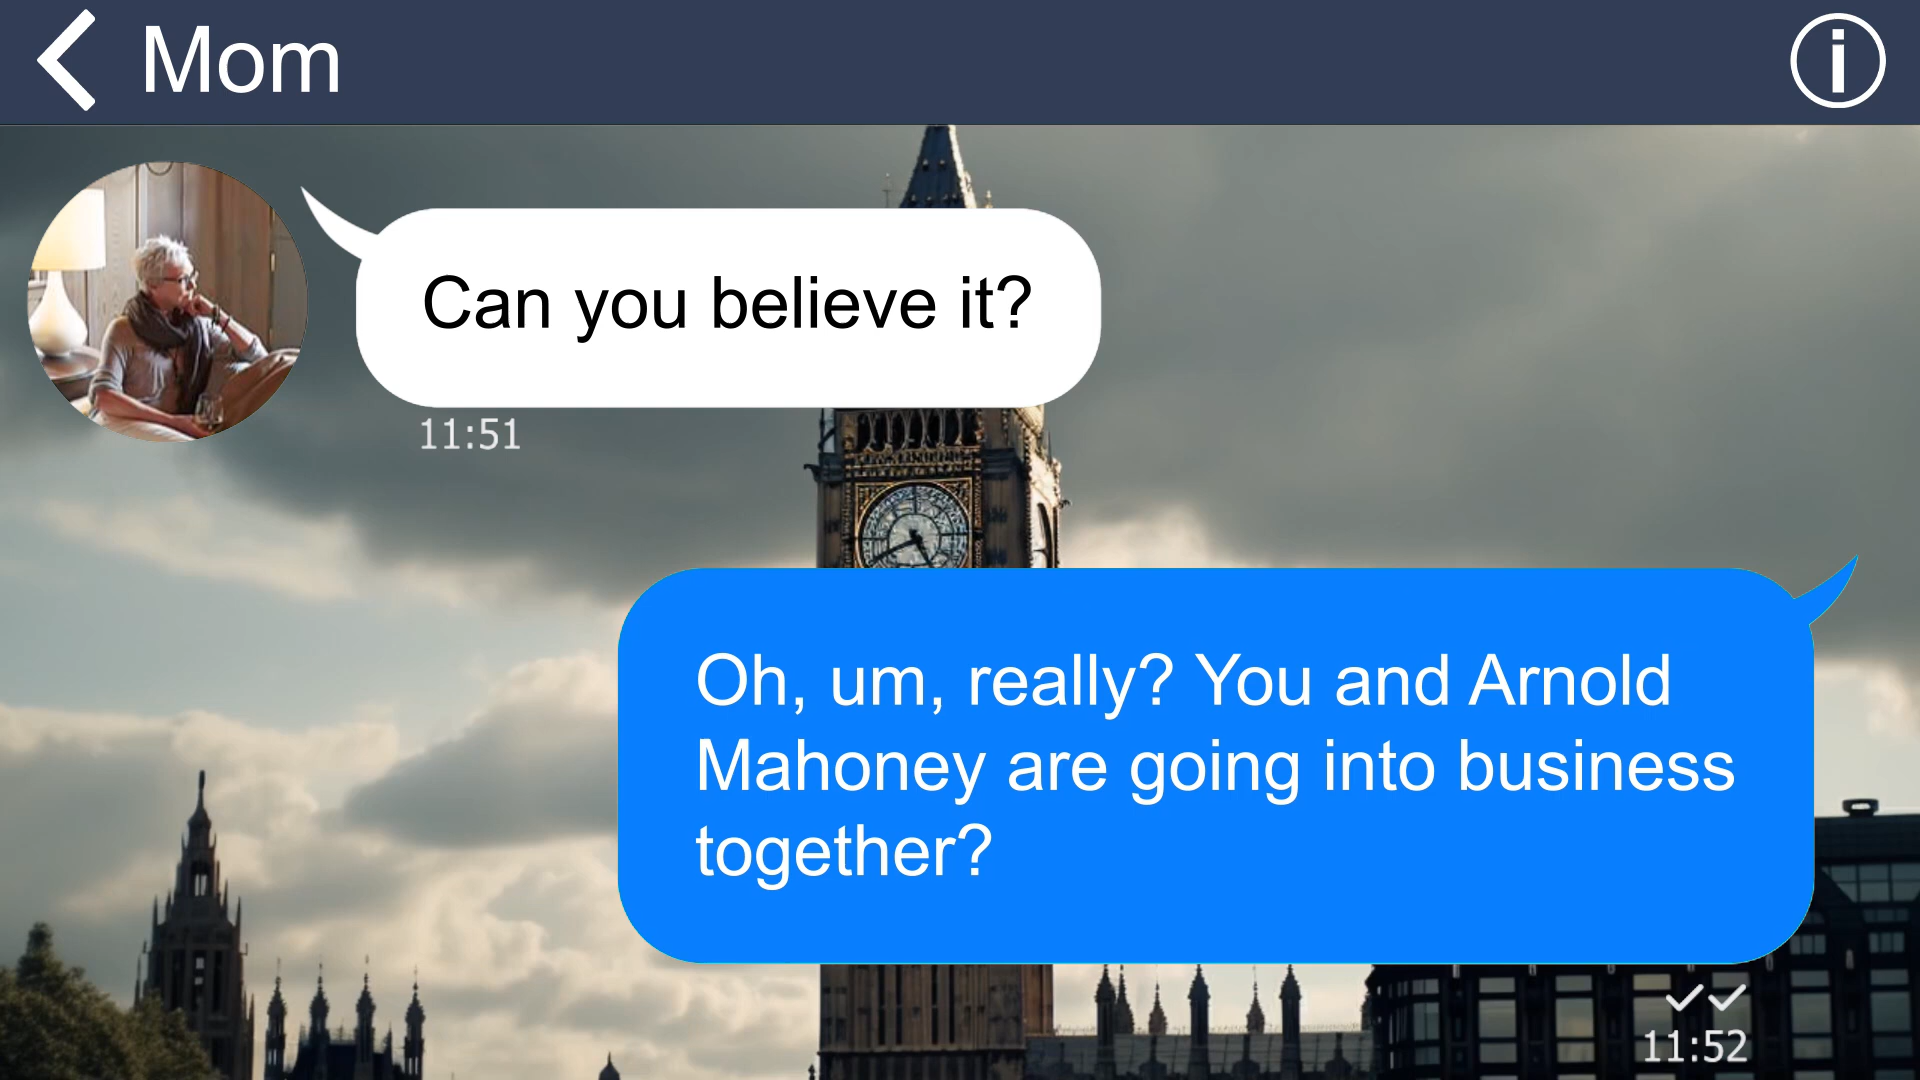 Mom
Can you believe it?
11:51
Oh, um, really? You and Arnold
Mahoney are going into business
together?
11:52